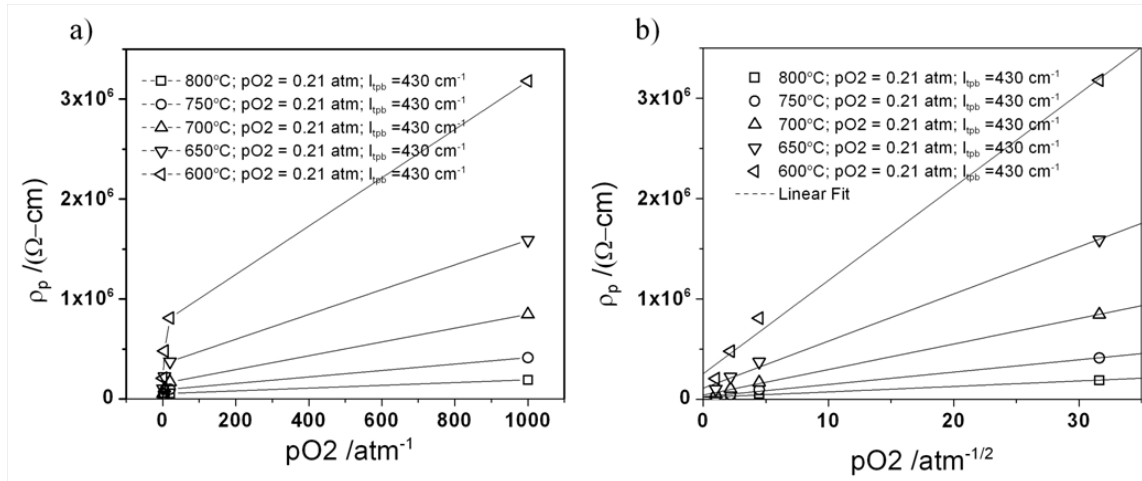 a)
3x10⁶
2x10⁶
1x10⁶
0
ρₚ /(Ω−cm)
800°C; pO2 = 0.21 atm; lₜₚb =430 cm⁻¹
750°C; pO2 = 0.21 atm; lₜₚb =430 cm⁻¹
700°C; pO2 = 0.21 atm; lₜₚb =430 cm⁻¹
650°C; pO2 = 0.21 atm; lₜₚb =430 cm⁻¹
600°C; pO2 = 0.21 atm; lₜₚb =430 cm⁻¹
0 200 400 600 800 1000
pO2 /atm⁻¹
b)
3x10⁶
2x10⁶
1x10⁶
0
ρₚ /(Ω−cm)
800°C; pO2 = 0.21 atm; lₜₚb =430 cm⁻¹
750°C; pO2 = 0.21 atm; lₜₚb =430 cm⁻¹
700°C; pO2 = 0.21 atm; lₜₚb =430 cm⁻¹
650°C; pO2 = 0.21 atm; lₜₚb =430 cm⁻¹
600°C; pO2 = 0.21 atm; lₜₚb =430 cm⁻¹
Linear Fit
0 10 20 30
pO2 /atm⁻¹ᐟ²